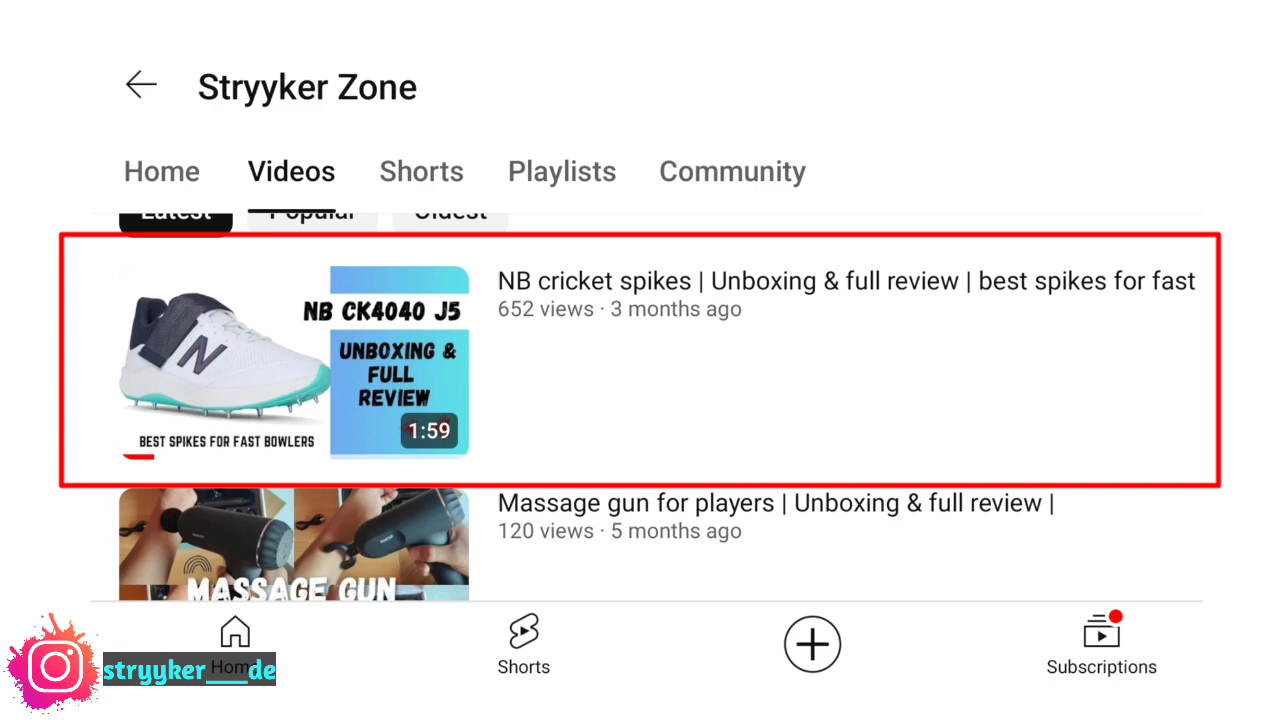 Stryyker Zone
Home Videos Shorts Playlists Community
Latest Popular Oldest
NB CK4040 J5
UNBOXING &
FULL
REVIEW
1:59
BEST SPIKES FOR FAST BOWLERS
NB cricket spikes | Unboxing & full review | best spikes for fast
652 views · 3 months ago
MASSAGE GUN
Massage gun for players | Unboxing & full review |
120 views · 5 months ago
Home Shorts Subscriptions
stryyker___de